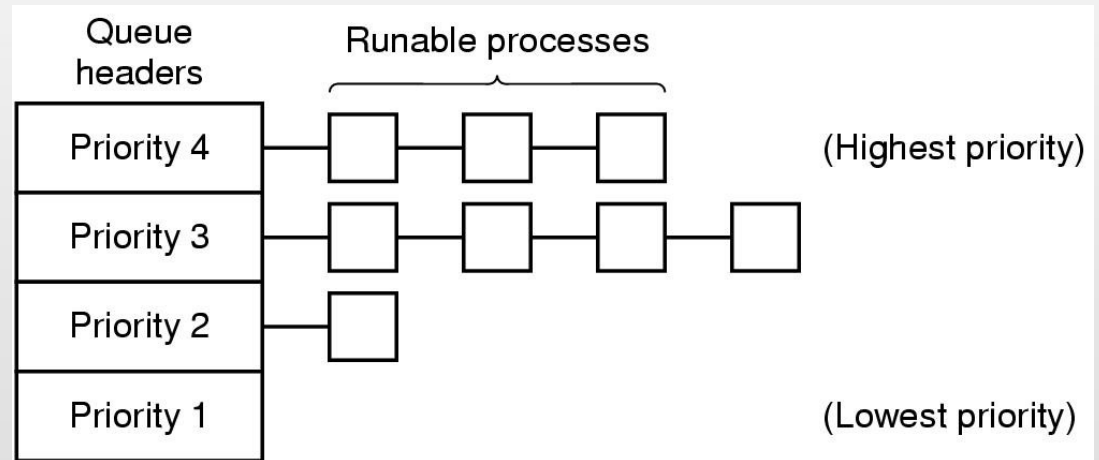 Queue
headers
Runable processes
Priority 4
(Highest priority)
Priority 3
Priority 2
Priority 1
(Lowest priority)